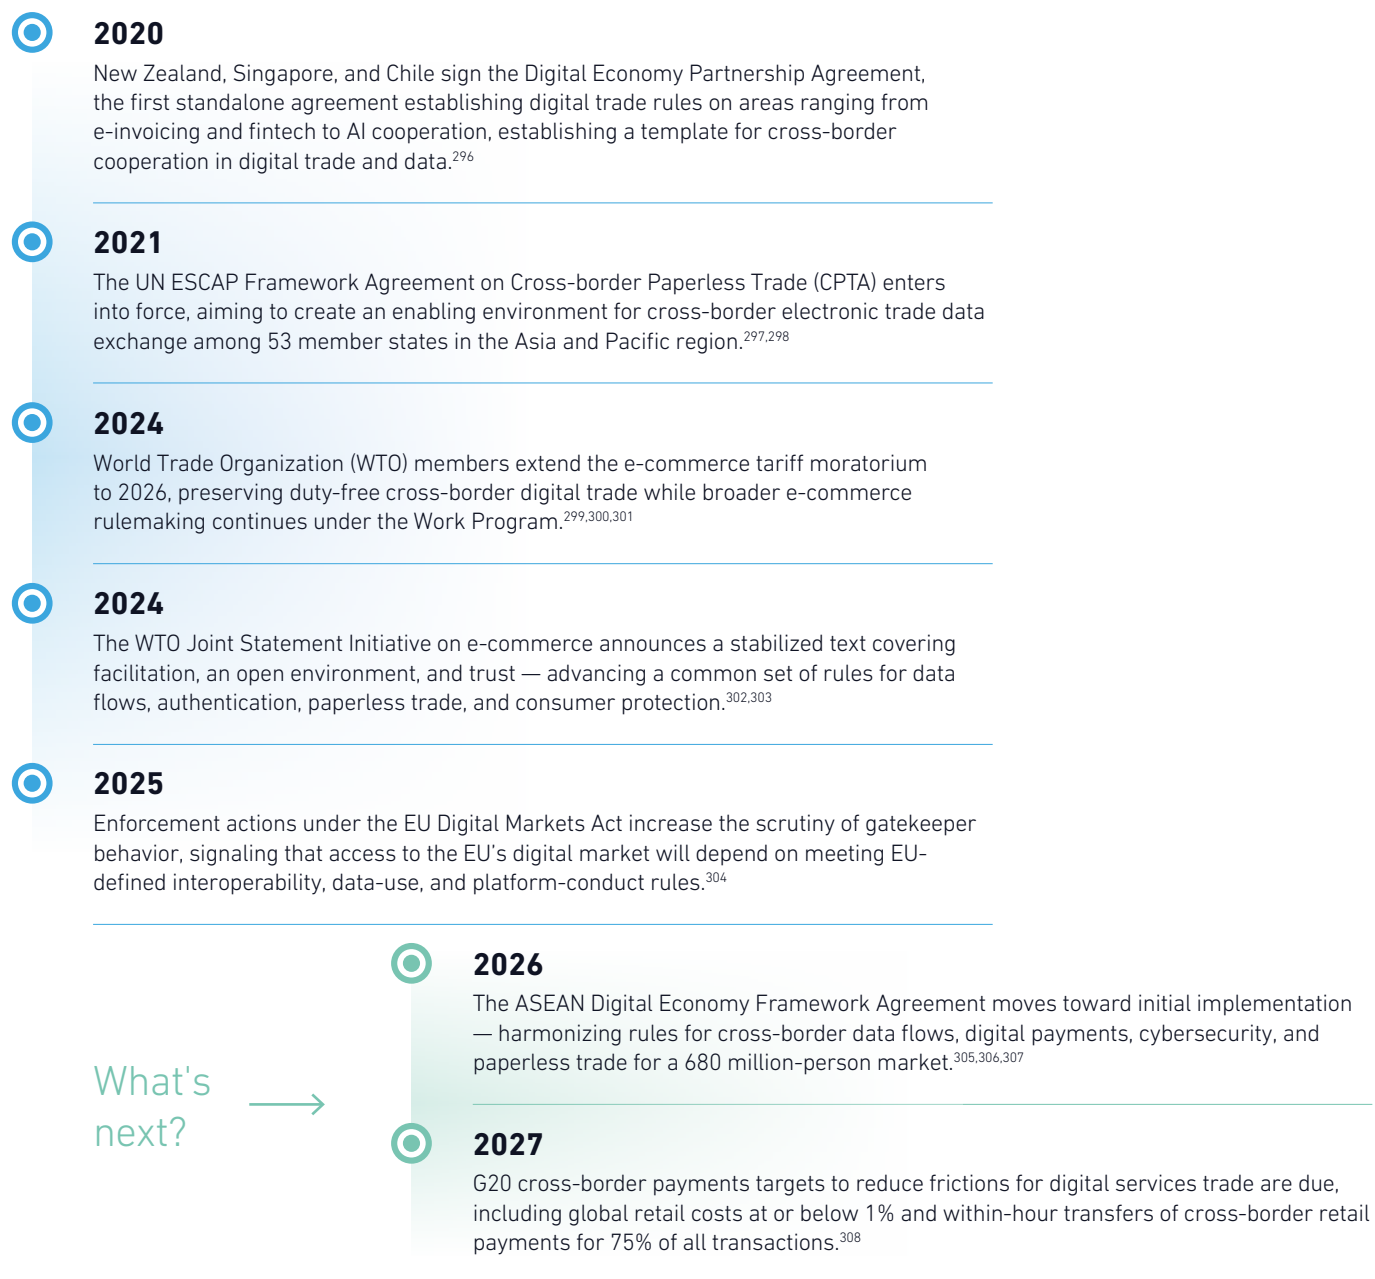 2020
New Zealand, Singapore, and Chile sign the Digital Economy Partnership Agreement,
the first standalone agreement establishing digital trade rules on areas ranging from
e-invoicing and fintech to AI cooperation, establishing a template for cross-border
cooperation in digital trade and data.296
2021
The UN ESCAP Framework Agreement on Cross-border Paperless Trade (CPTA) enters
into force, aiming to create an enabling environment for cross-border electronic trade data
exchange among 53 member states in the Asia and Pacific region.297,298
2024
World Trade Organization (WTO) members extend the e-commerce tariff moratorium
to 2026, preserving duty-free cross-border digital trade while broader e-commerce
rulemaking continues under the Work Program.299,300,301
2024
The WTO Joint Statement Initiative on e-commerce announces a stabilized text covering
facilitation, an open environment, and trust — advancing a common set of rules for data
flows, authentication, paperless trade, and consumer protection.302,303
2025
Enforcement actions under the EU Digital Markets Act increase the scrutiny of gatekeeper
behavior, signaling that access to the EU’s digital market will depend on meeting EU-
defined interoperability, data-use, and platform-conduct rules.304
What's
next?
2026
The ASEAN Digital Economy Framework Agreement moves toward initial implementation
— harmonizing rules for cross-border data flows, digital payments, cybersecurity, and
paperless trade for a 680 million-person market.305,306,307
2027
G20 cross-border payments targets to reduce frictions for digital services trade are due,
including global retail costs at or below 1% and within-hour transfers of cross-border retail
payments for 75% of all transactions.308